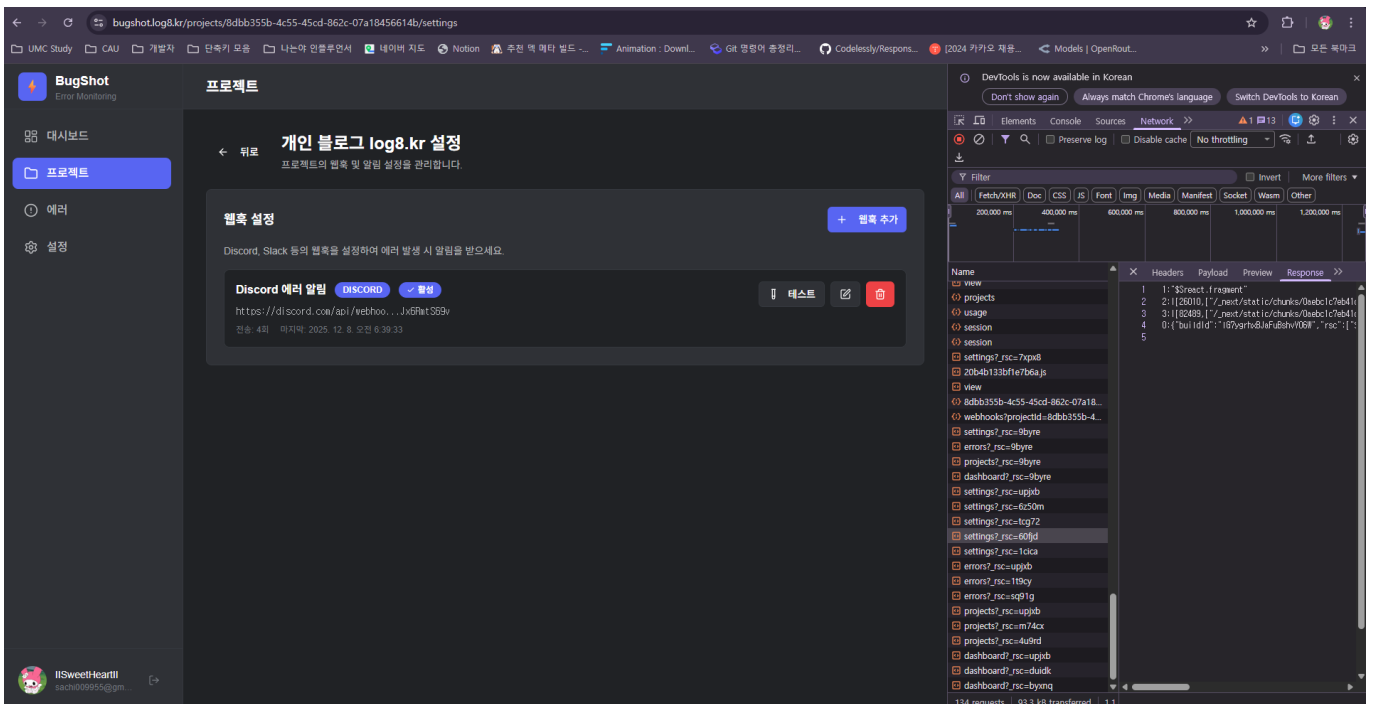 bugshot.log8.kr/projects/8dbb355b-4c55-45cd-862c-07a18456614b/settings
UMC Study CAU 개발자 단축키 모음 나는야 인플루언서 네이버 지도 Notion 주전 멕 메타 빌드 -... Animation : Downl... Git 명령어 총정리... Codelessly/Respons... [2024 카카오 채용... Models | OpenRout... » 모든 북마크
BugShot
Error Monitoring
대시보드
프로젝트
에러
설정
IISweetHeartII
sachi009955@gm...
프로젝트
← 뒤로
개인 블로그 log8.kr 설정
프로젝트의 웹훅 및 알림 설정을 관리합니다.
웹훅 설정
+ 웹훅 추가
Discord, Slack 등의 웹훅을 설정하여 에러 발생 시 알림을 받으세요.
Discord 에러 알림 DISCORD ✓ 활성
테스트
https://discord.com/api/webhoo...Jx6RmtS69v
전송: 4회 마지막: 2025. 12. 8. 오전 6:39:33
DevTools is now available in Korean
Don't show again Always match Chrome's language Switch DevTools to Korean
Elements Console Sources Network » 1 13
Preserve log Disable cache No throttling
Filter Invert More filters
All Fetch/XHR Doc CSS JS Font Img Media Manifest Socket Wasm Other
200,000 ms 400,000 ms 600,000 ms 800,000 ms 1,000,000 ms 1,200,000 ms
Name
view
projects
usage
session
session
settings?_rsc=7xpx8
20b4b133bf1e7b6a.js
view
8dbb355b-4c55-45cd-862c-07a18...
webhooks?projectId=8dbb355b-4...
settings?_rsc=9byre
errors?_rsc=9byre
projects?_rsc=9byre
dashboard?_rsc=9byre
settings?_rsc=upjxb
settings?_rsc=6z50m
settings?_rsc=tcg72
settings?_rsc=60fjd
settings?_rsc=1cica
errors?_rsc=upjxb
errors?_rsc=1t9cy
errors?_rsc=sq91g
projects?_rsc=upjxb
projects?_rsc=m74cx
projects?_rsc=4u9rd
dashboard?_rsc=upjxb
dashboard?_rsc=duidk
dashboard?_rsc=byxnq
134 requests 93.3 kB transferred 1.1
Headers Payload Preview Response »
1 1:"$Sreact.fragment"
2 2:I[26010,["/_next/static/chunks/0aebc1c7eb41
3 3:I[82489,["/_next/static/chunks/0aebc1c7eb41
4 0:{"buildId":
5